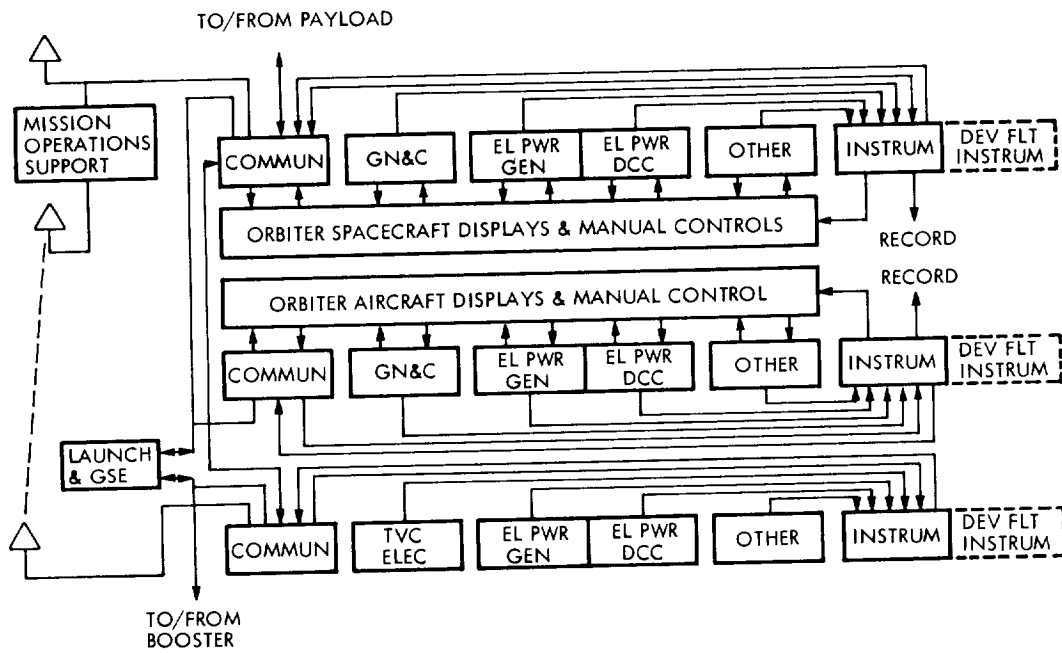 TO/FROM PAYLOAD
MISSION
OPERATIONS
SUPPORT
COMMUN
GN&C
EL PWR
GEN
EL PWR
DCC
OTHER
INSTRUM
DEV FLT
INSTRUM
ORBITER SPACECRAFT DISPLAYS & MANUAL CONTROLS
RECORD
RECORD
ORBITER AIRCRAFT DISPLAYS & MANUAL CONTROL
COMMUN
GN&C
EL PWR
GEN
EL PWR
DCC
OTHER
INSTRUM
DEV FLT
INSTRUM
LAUNCH
& GSE
COMMUN
TVC
ELEC
EL PWR
GEN
EL PWR
DCC
OTHER
INSTRUM
DEV FLT
INSTRUM
TO/FROM
BOOSTER